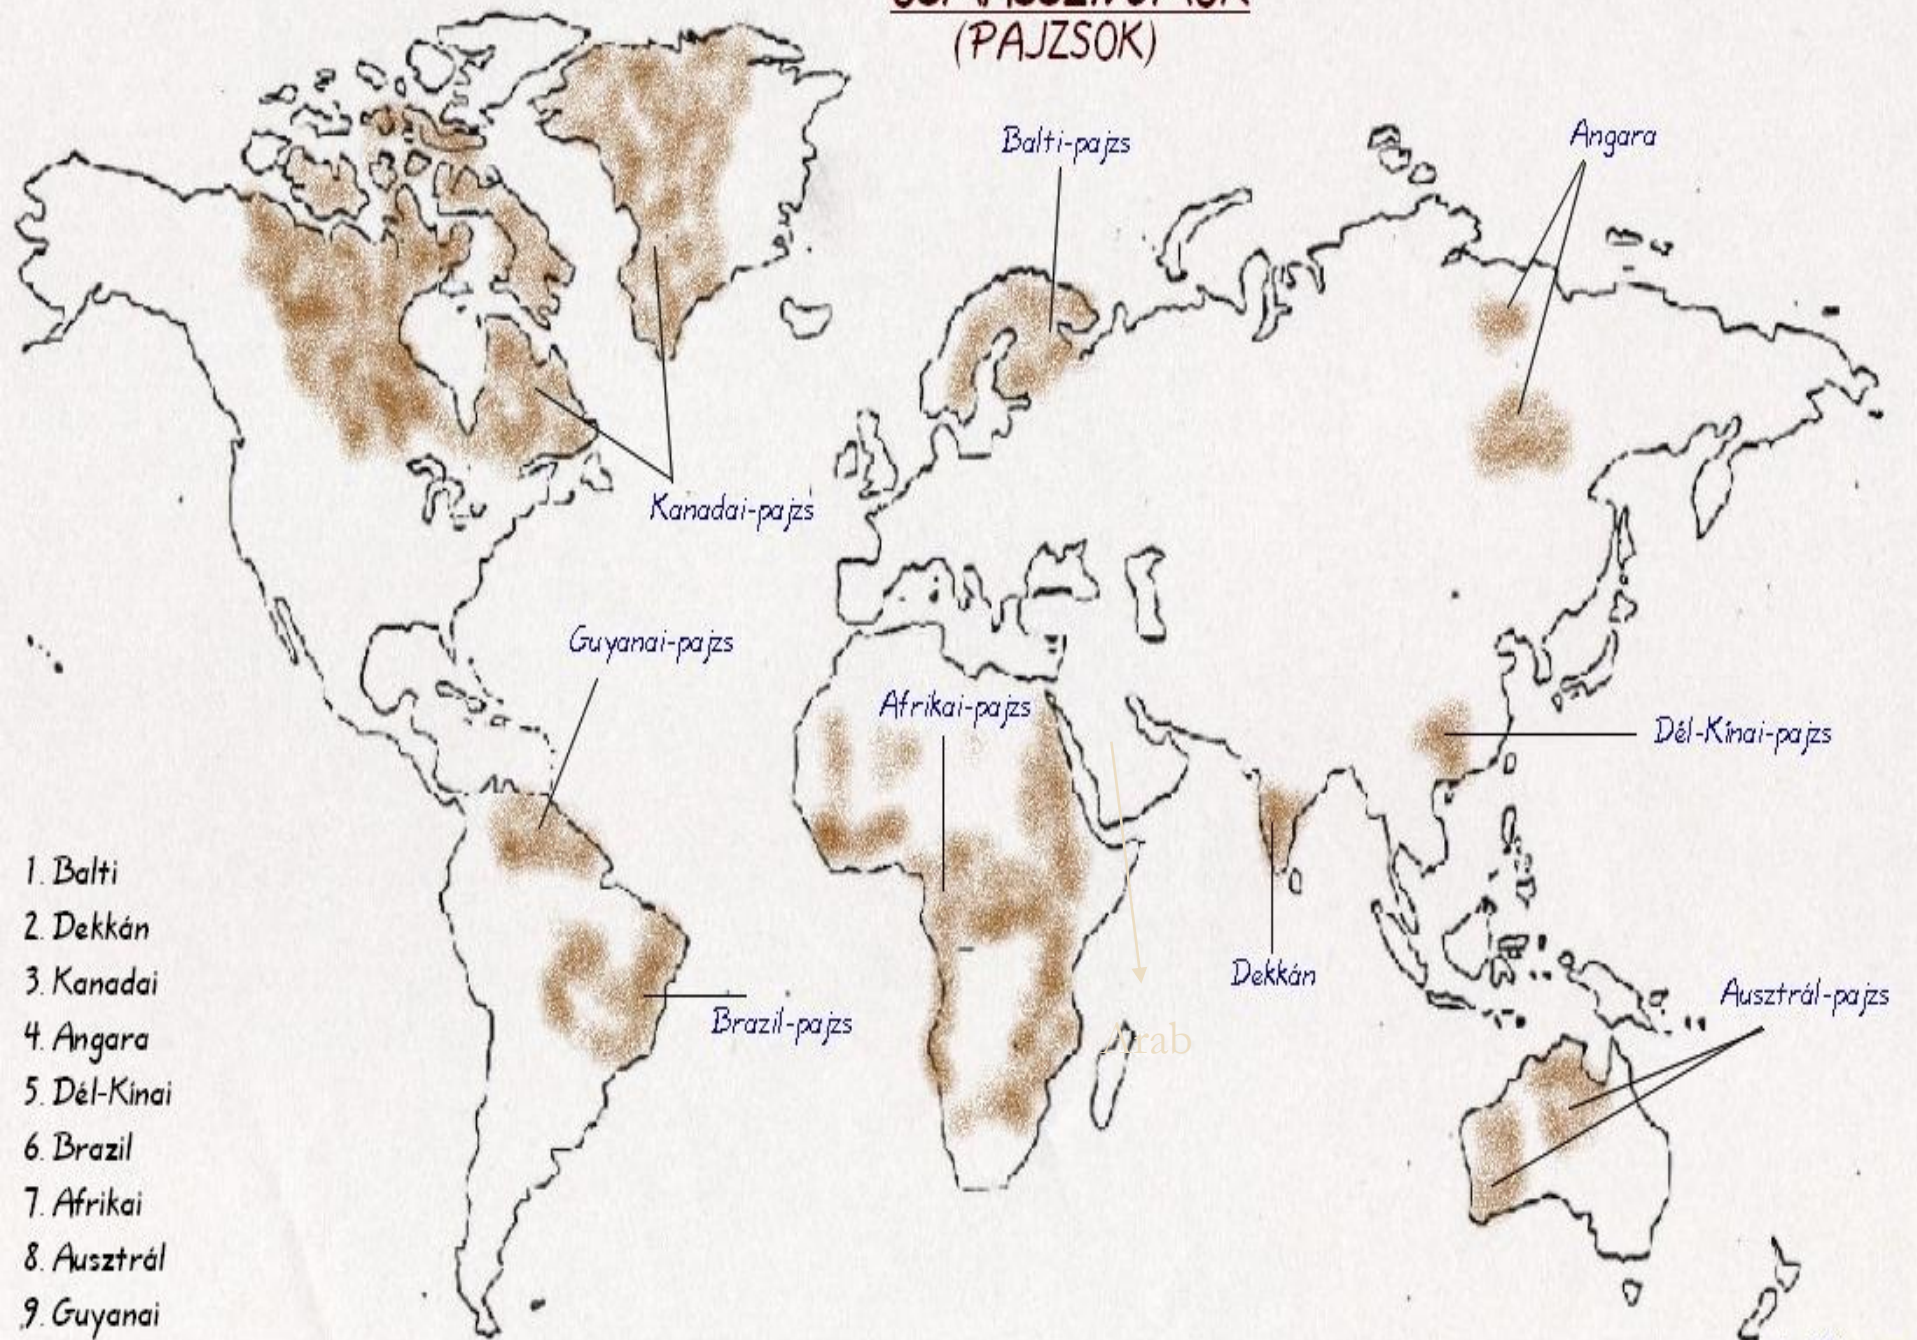 (PAJZSOK)
Balti-pajzs
Angara
Kanadai-pajzs
Guyanai-pajzs
Afrikai-pajzs
Dél-Kínai-pajzs
Dekkán
Ausztrál-pajzs
Brazil-pajzs
Arab
1. Balti
2. Dekkán
3. Kanadai
4. Angara
5. Dél-Kínai
6. Brazil
7. Afrikai
8. Ausztrál
9. Guyanai